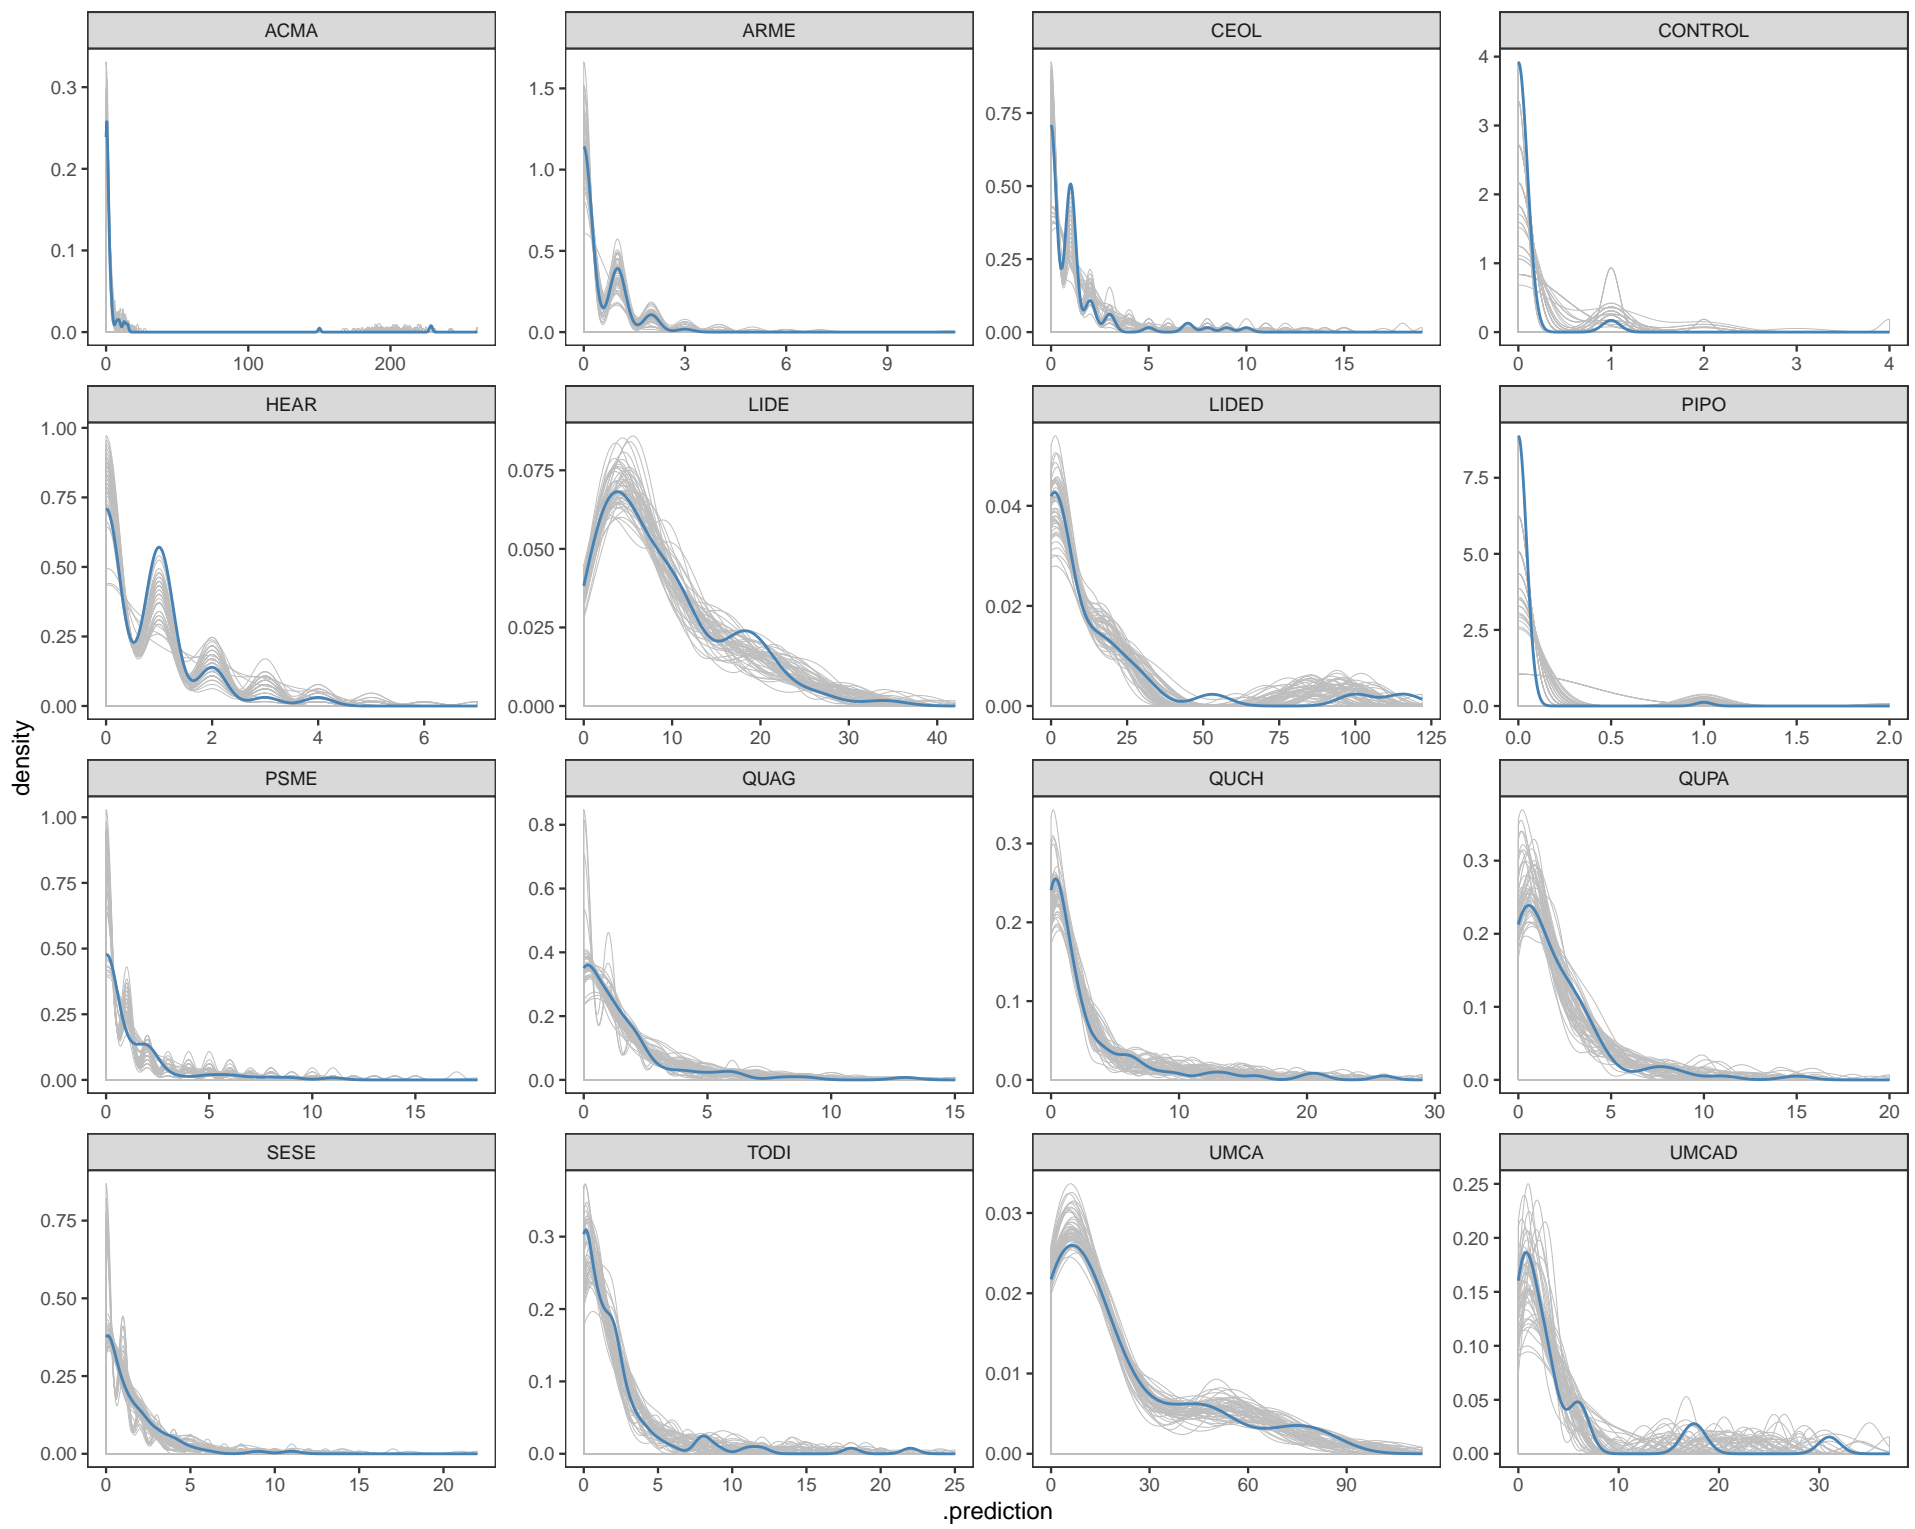 ACMA ARME CEOL CONTROL
0.3 0.2 0.1 0.0
1.5 1.0 0.5 0.0
0.75 0.50 0.25 0.00
4 3 2 1 0
0 100 200
0 3 6 9
0 5 10 15
0 1 2 3 4
HEAR LIDE LIDED PIPO
1.00 0.75 0.50 0.25 0.00
0.075 0.050 0.025 0.000
0.04 0.02 0.00
7.5 5.0 2.5 0.0
0 2 4 6
0 10 20 30 40
0 25 50 75 100 125
0.0 0.5 1.0 1.5 2.0
density
PSME QUAG QUCH QUPA
1.00 0.75 0.50 0.25 0.00
0.8 0.6 0.4 0.2 0.0
0.3 0.2 0.1 0.0
0.3 0.2 0.1 0.0
0 5 10 15
0 5 10 15
0 10 20 30
0 5 10 15 20
SESE TODI UMCA UMCAD
0.75 0.50 0.25 0.00
0.3 0.2 0.1 0.0
0.03 0.02 0.01 0.00
0.25 0.20 0.15 0.10 0.05 0.00
0 5 10 15 20
0 5 10 15 20 25
0 30 60 90
0 10 20 30
.prediction